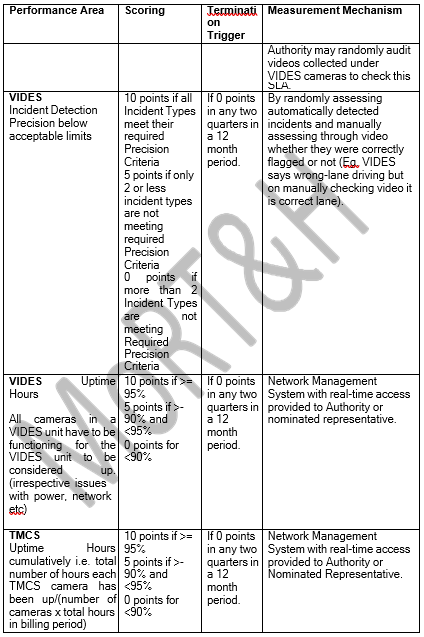 Performance Area
Scoring
Terminati
on
Trigger
Measurement Mechanism
Authority may randomly audit
videos collected under
VIDES cameras to check this
SLA.
VIDES
Incident Detection
Precision below
acceptable limits
10 points if all
Incident Types
meet their
required
Precision
Criteria
5 points if only
2 or less
incident types
are not
meeting
required
Precision
Criteria
0 points if
more than 2
Incident Types
are not
meeting
Required
Precision
Criteria
If 0 points
in any two
quarters in
a 12
month
period.
By randomly assessing
automatically detected
incidents and manually
assessing through video
whether they were correctly
flagged or not (Eg. VIDES
says wrong-lane driving but
on manually checking video it
is correct lane).
VIDES Uptime
Hours
All cameras in a
VIDES unit have to be
functioning for the
VIDES unit to be
considered up.
(irrespective issues
with power, network
etc)
10 points if >=
95%
5 points if >-
90% and
<95%
0 points for
<90%
If 0 points
in any two
quarters in
a 12
month
period.
Network Management
System with real-time access
provided to Authority or
nominated representative.
TMCS
Uptime Hours
cumulatively i.e. total
number of hours each
TMCS camera has
been up/(number of
cameras x total hours
in billing period)
10 points if >=
95%
5 points if >-
90% and
<95%
0 points for
<90%
If 0 points
in any two
quarters in
a 12
month
period.
Network Management
System with real-time access
provided to Authority or
Nominated Representative.
MoRT&H